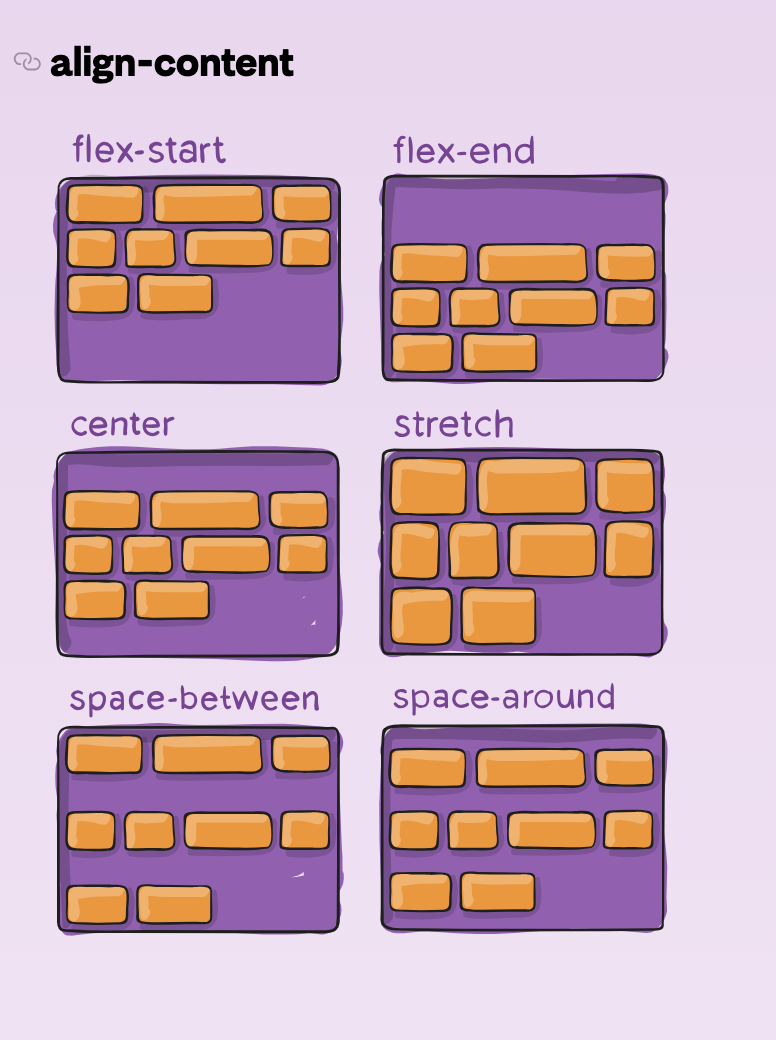 align-content
flex-start
flex-end
center
stretch
space-between
space-around